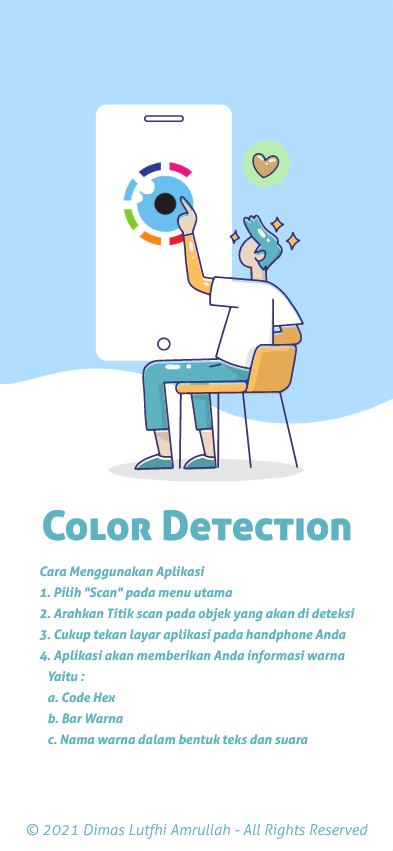 Color Detection
Cara Menggunakan Aplikasi
1. Pilih "Scan" pada menu utama
2. Arahkan Titik scan pada objek yang akan di deteksi
3. Cukup tekan layar aplikasi pada handphone Anda
4. Aplikasi akan memberikan Anda informasi warna
Yaitu :
a. Code Hex
b. Bar Warna
c. Nama warna dalam bentuk teks dan suara
© 2021 Dimas Lutfhi Amrullah - All Rights Reserved